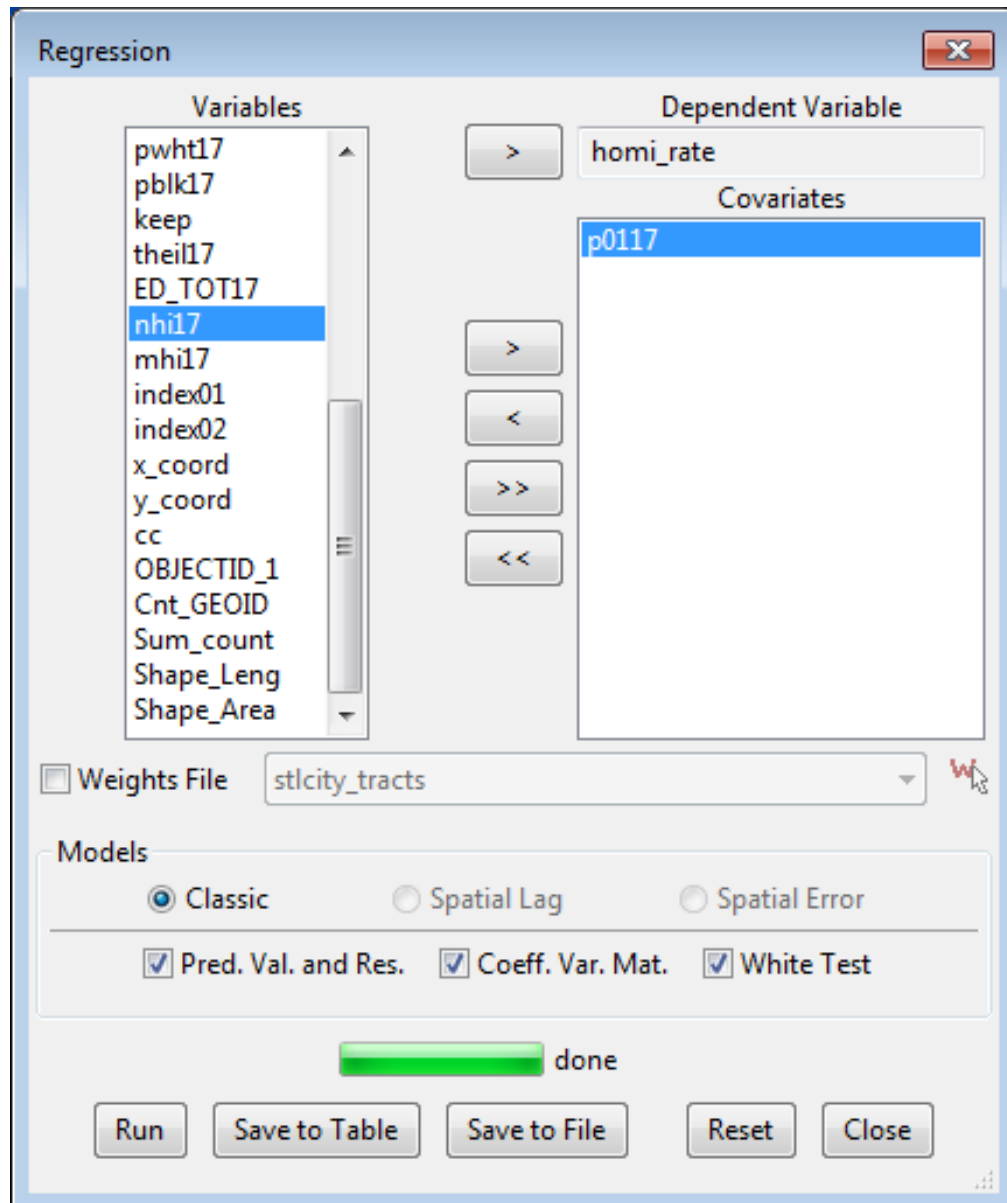 Regression
Variables
Dependent Variable
pwht17
pblk17
keep
theil17
ED_TOT17
nhi17
mhi17
index01
index02
x_coord
y_coord
cc
OBJECTID_1
Cnt_GEOID
Sum_count
Shape_Leng
Shape_Area
>
homi_rate
Covariates
p0117
>
<
>>
<<
Weights File
stlcity_tracts
W
Models
Classic
Spatial Lag
Spatial Error
Pred. Val. and Res.
Coeff. Var. Mat.
White Test
done
Run
Save to Table
Save to File
Reset
Close